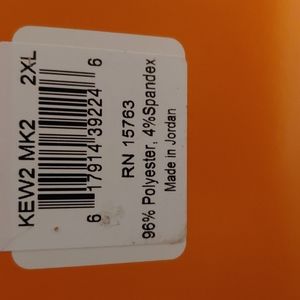 KEW2 MK2 2XL
6 17914 39224 6
RN 15763
96% Polyester, 4%Spandex
Made in Jordan